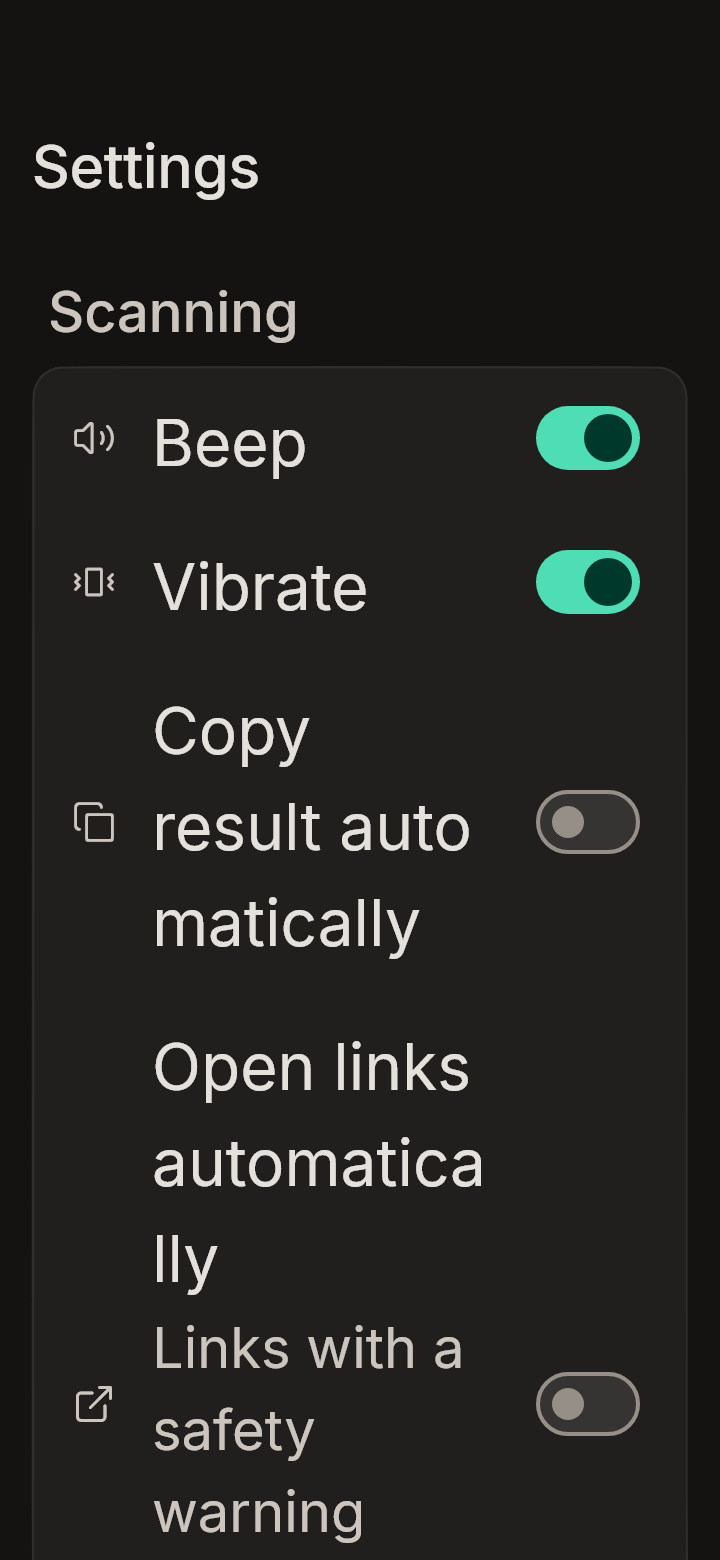 Settings
Scanning
Beep
Vibrate
Copy
result auto
matically
Open links
automatica
lly
Links with a
safety
warning